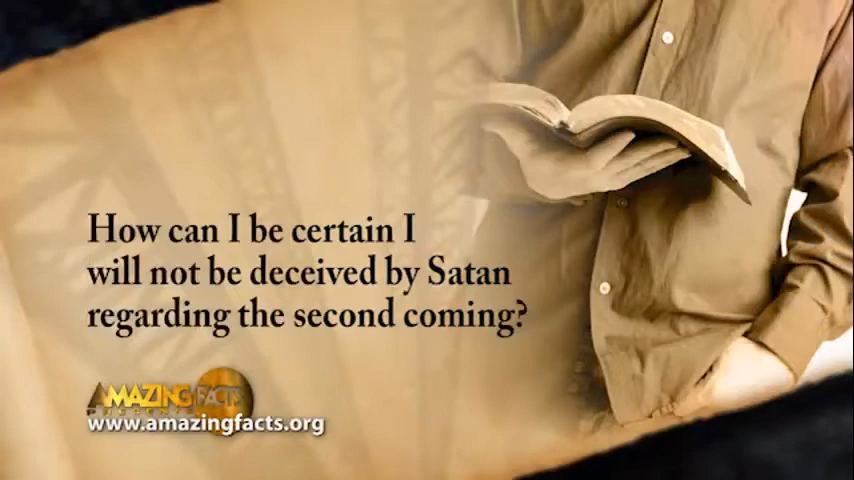 How can I be certain I
will not be deceived by Satan
regarding the second coming?
AMAZING FACTS
PRESENTS
www.amazingfacts.org